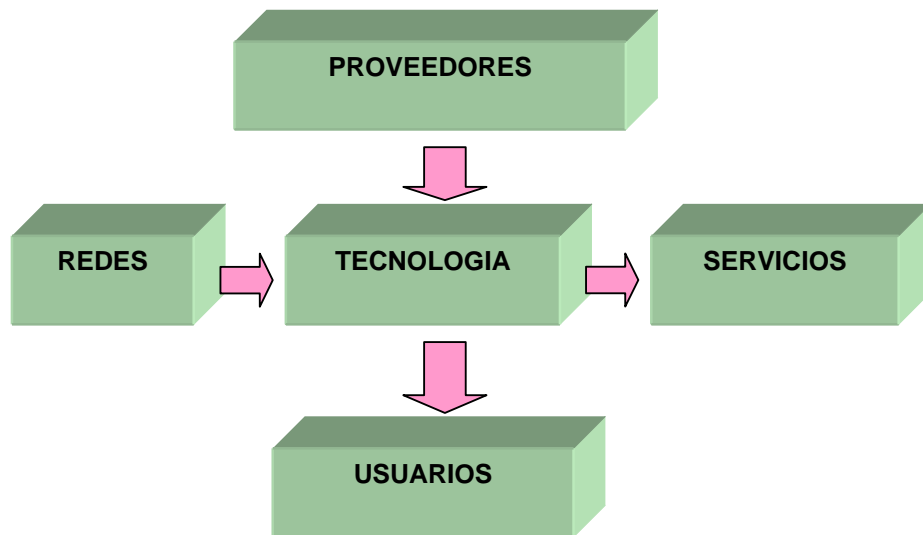 PROVEEDORES
REDES
TECNOLOGIA
SERVICIOS
USUARIOS